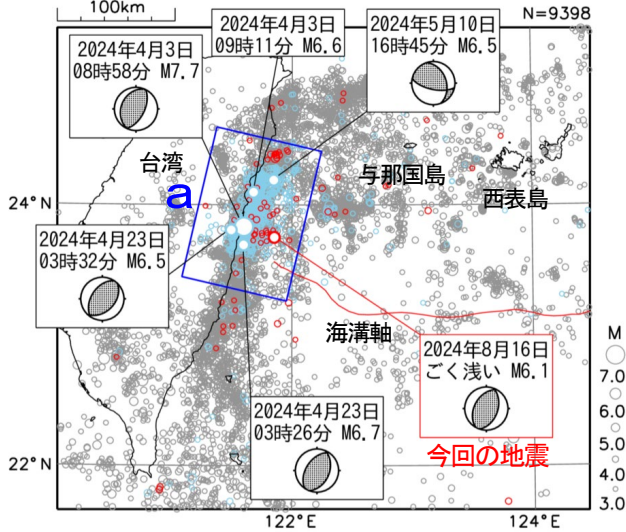 100km
N=9398
2024年4月3日
09時11分 M6.6
2024年5月10日
16時45分 M6.5
2024年4月3日
08時58分 M7.7
台湾
a
与那国島
西表島
24°N
2024年4月23日
03時32分 M6.5
海溝軸
2024年8月16日
ごく浅い M6.1
今回の地震
2024年4月23日
03時26分 M6.7
M
7.0
6.0
5.0
4.0
3.0
22°N
122°E
124°E